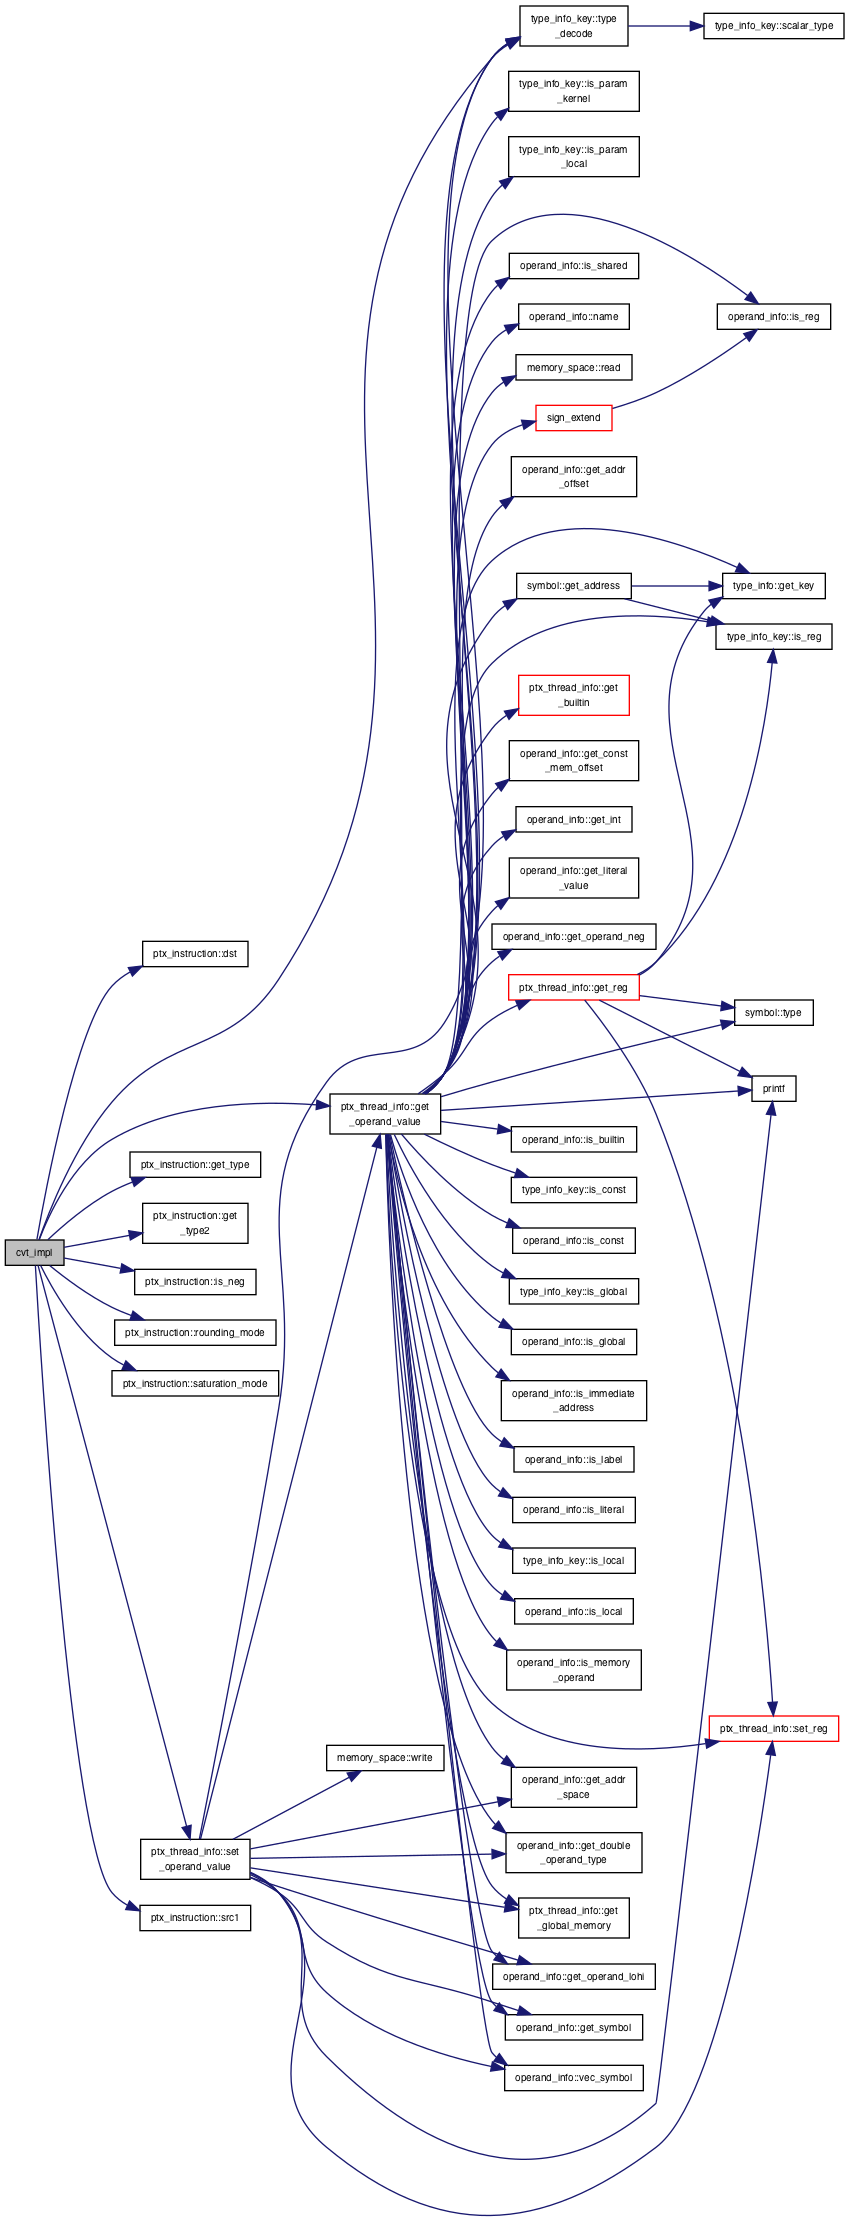 type_info_key::type
_decode
type_info_key::scalar_type
type_info_key::is_param
_kernel
type_info_key::is_param
_local
operand_info::is_shared
operand_info::name
operand_info::is_reg
memory_space::read
sign_extend
operand_info::get_addr
_offset
symbol::get_address
type_info::get_key
type_info_key::is_reg
ptx_thread_info::get
_builtin
operand_info::get_const
_mem_offset
operand_info::get_int
operand_info::get_literal
_value
operand_info::get_operand_neg
ptx_instruction::dst
ptx_thread_info::get_reg
symbol::type
printf
ptx_thread_info::get
_operand_value
operand_info::is_builtin
ptx_instruction::get_type
type_info_key::is_const
ptx_instruction::get
_type2
operand_info::is_const
cvt_impl
ptx_instruction::is_neg
type_info_key::is_global
ptx_instruction::rounding_mode
operand_info::is_global
ptx_instruction::saturation_mode
operand_info::is_immediate
_address
operand_info::is_label
operand_info::is_literal
type_info_key::is_local
operand_info::is_local
operand_info::is_memory
_operand
ptx_thread_info::set_reg
memory_space::write
operand_info::get_addr
_space
ptx_thread_info::set
_operand_value
operand_info::get_double
_operand_type
ptx_instruction::src1
ptx_thread_info::get
_global_memory
operand_info::get_operand_lohi
operand_info::get_symbol
operand_info::vec_symbol